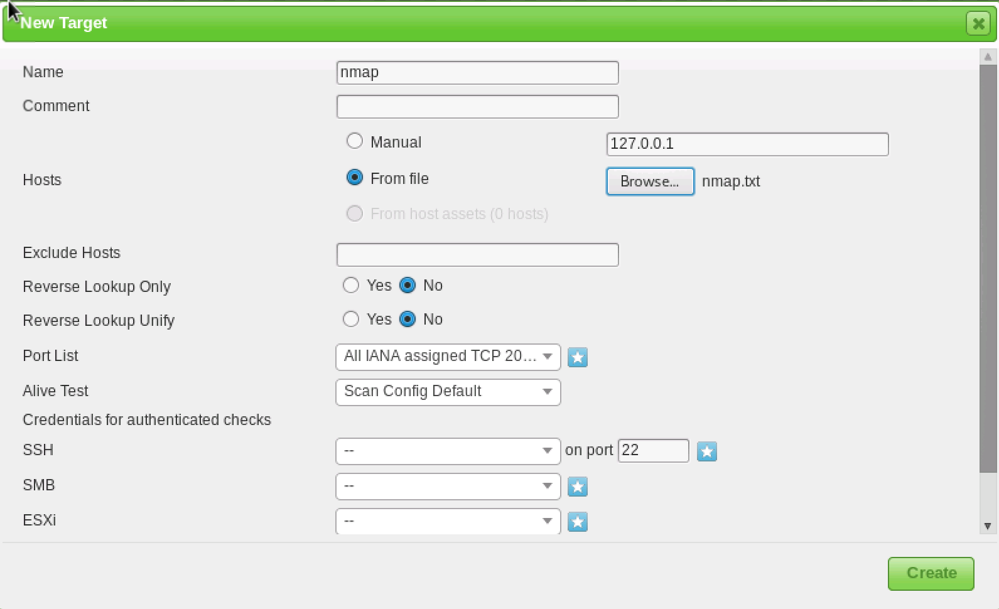 New Target
Name nmap
Comment
Manual 127.0.0.1
Hosts From file Browse... nmap.txt
From host assets (0 hosts)
Exclude Hosts
Reverse Lookup Only Yes No
Reverse Lookup Unify Yes No
Port List All IANA assigned TCP 20...
Alive Test Scan Config Default
Credentials for authenticated checks
SSH -- on port 22
SMB --
ESXi --
Create